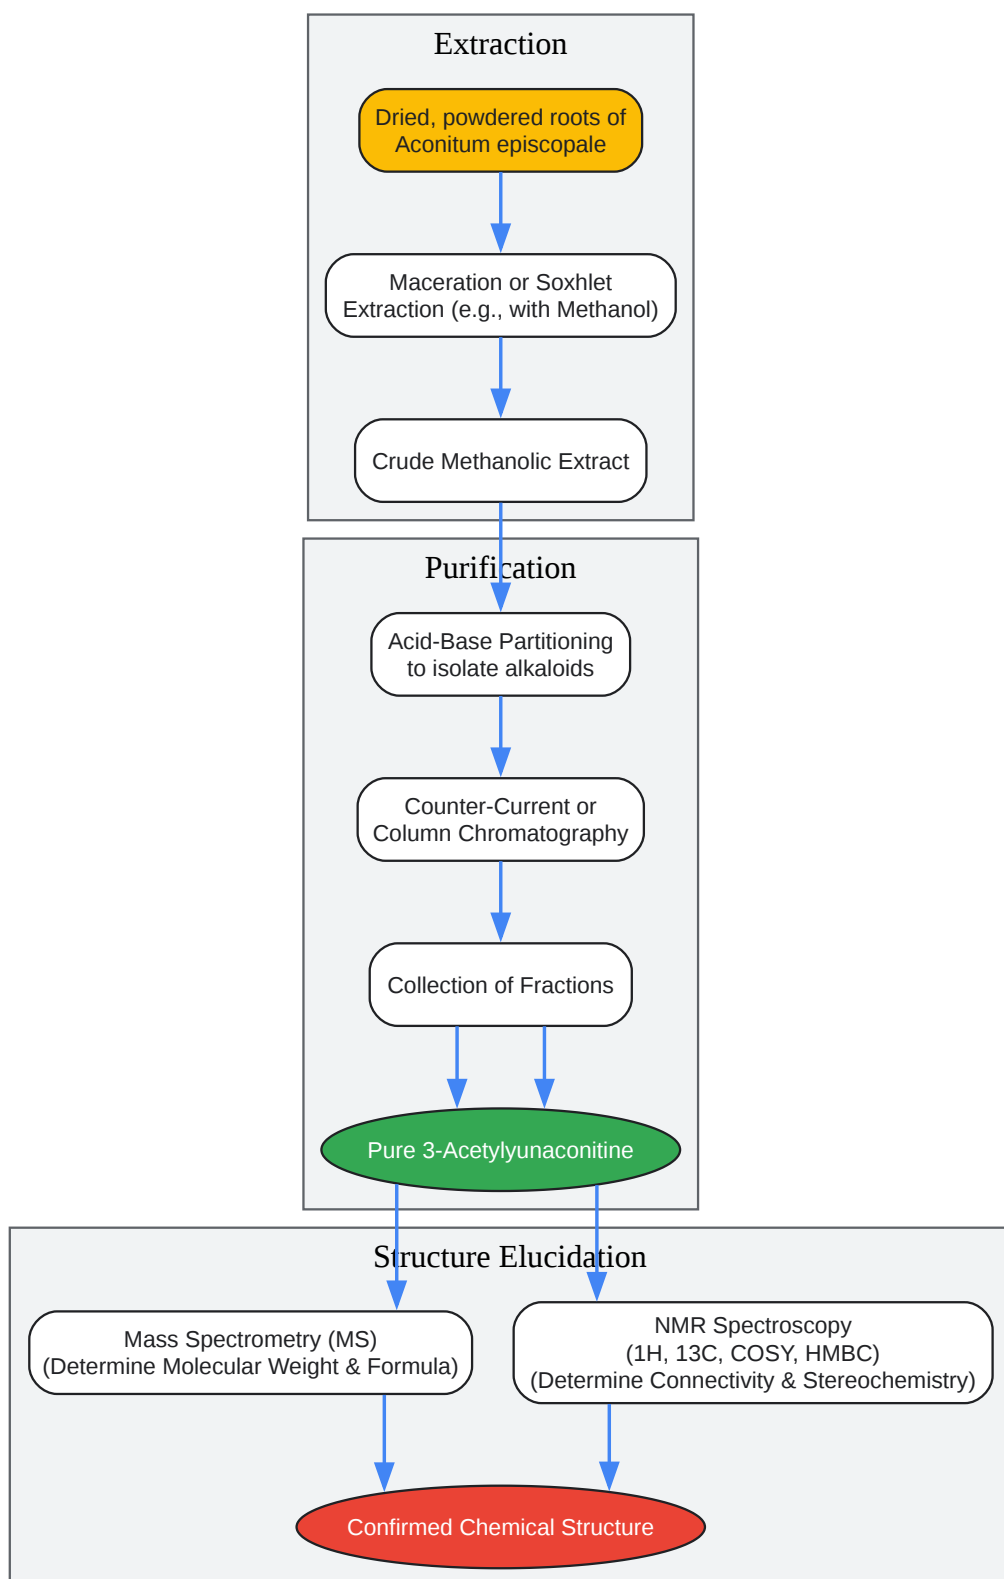 Extraction
Dried, powdered roots of
Aconitum episcopale
Maceration or Soxhlet
Extraction (e.g., with Methanol)
Crude Methanolic Extract
Purification
Acid-Base Partitioning
to isolate alkaloids
Counter-Current or
Column Chromatography
Collection of Fractions
Pure 3-Acetylyunaconitine
Structure Elucidation
Mass Spectrometry (MS)
(Determine Molecular Weight & Formula)
NMR Spectroscopy
(1H, 13C, COSY, HMBC)
(Determine Connectivity & Stereochemistry)
Confirmed Chemical Structure